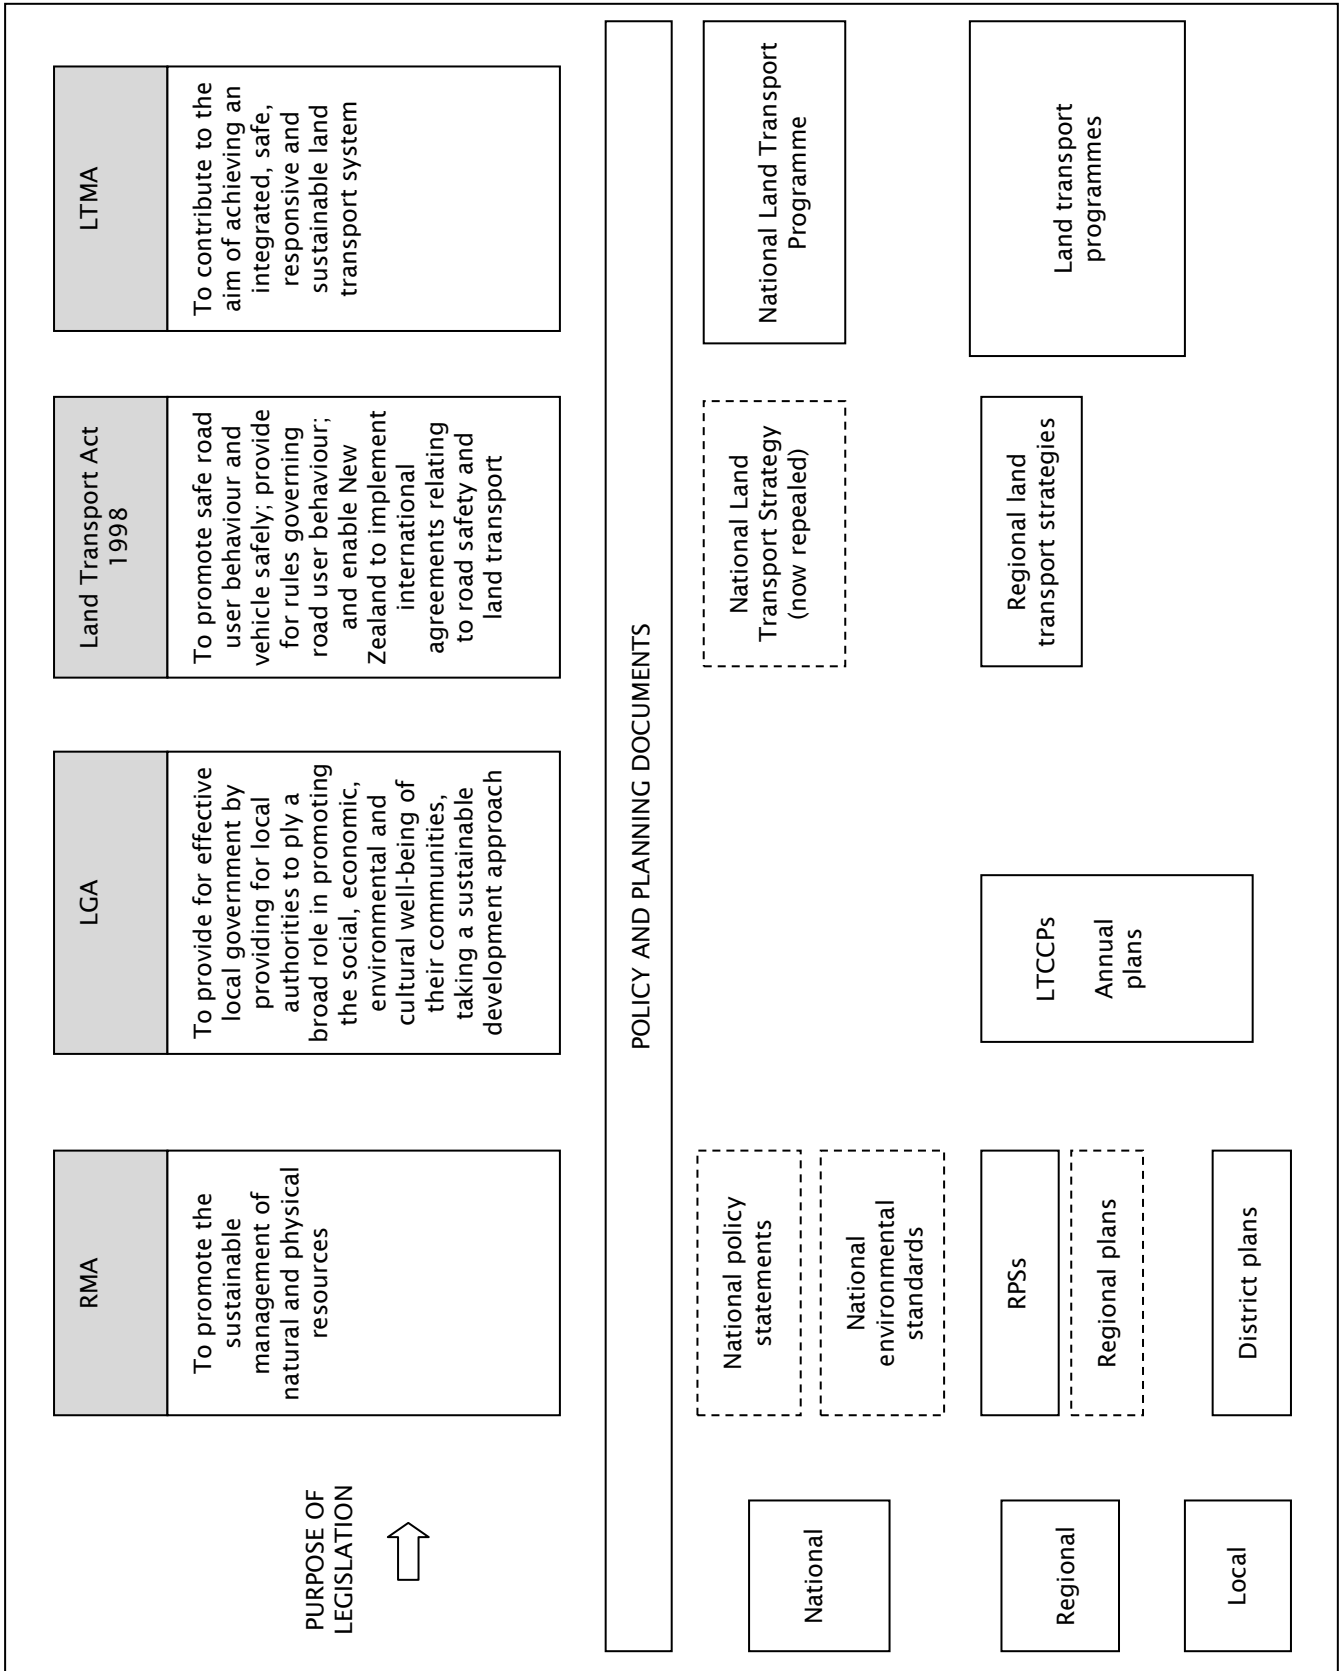 RMA
LGA
Land Transport Act
1998
LTMA
PURPOSE OF
LEGISLATION
To promote the
sustainable
management of
natural and physical
resources
To provide for effective
local government by
providing for local
authorities to ply a
broad role in promoting
the social, economic,
environmental and
cultural well-being of
their communities,
taking a sustainable
development approach
To promote safe road
user behaviour and
vehicle safely; provide
for rules governing
road user behaviour;
and enable New
Zealand to implement
international
agreements relating
to road safety and
land transport
To contribute to the
aim of achieving an
integrated, safe,
responsive and
sustainable land
transport system
POLICY AND PLANNING DOCUMENTS
National
National policy
statements
National
environmental
standards
National Land
Transport Strategy
(now repealed)
National Land Transport
Programme
Regional
RPSs
Regional plans
LTCCPs
Annual
plans
Regional land
transport strategies
Land transport
programmes
Local
District plans